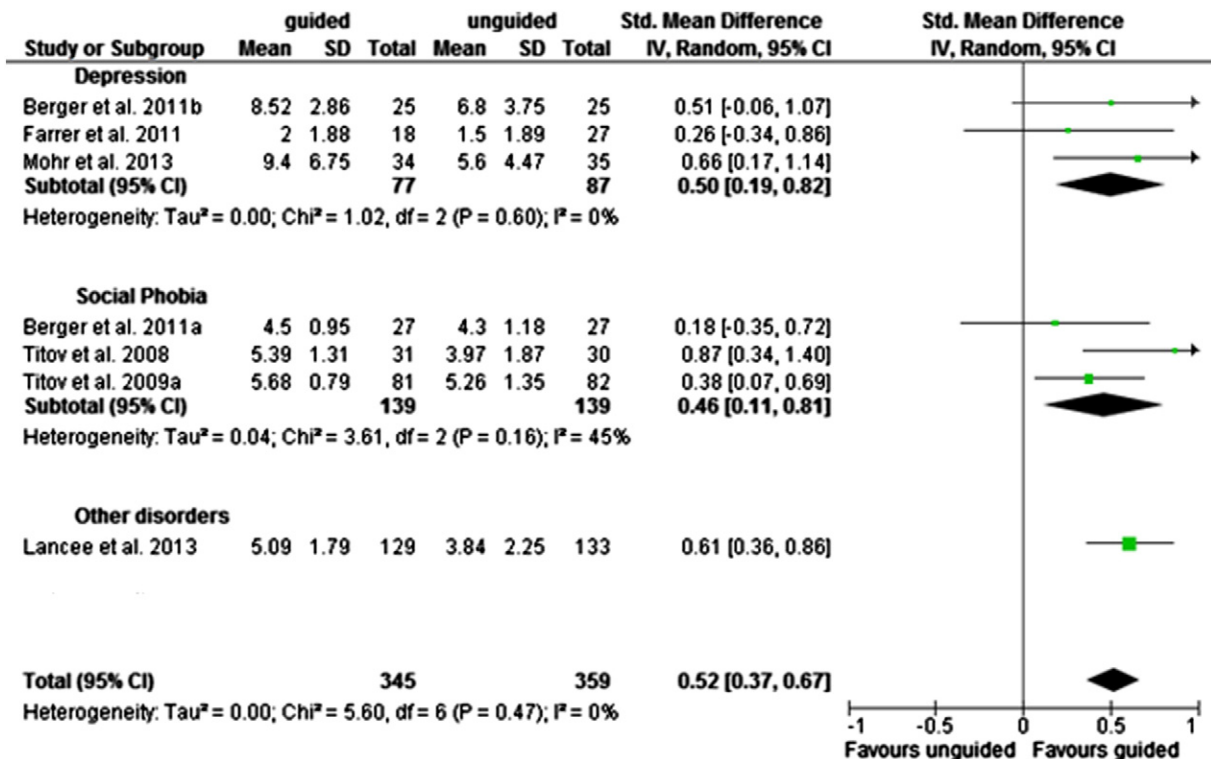 guided unguided Std. Mean Difference Std. Mean Difference
Study or Subgroup Mean SD Total Mean SD Total IV, Random, 95% CI IV, Random, 95% CI
Depression
Berger et al. 2011b 8.52 2.86 25 6.8 3.75 25 0.51 [-0.06, 1.07]
Farrer et al. 2011 2 1.88 18 1.5 1.89 27 0.26 [-0.34, 0.86]
Mohr et al. 2013 9.4 6.75 34 5.6 4.47 35 0.66 [0.17, 1.14]
Subtotal (95% CI) 77 87 0.50 [0.19, 0.82]
Heterogeneity: Tau² = 0.00; Chi² = 1.02, df = 2 (P = 0.60); I² = 0%
Social Phobia
Berger et al. 2011a 4.5 0.95 27 4.3 1.18 27 0.18 [-0.35, 0.72]
Titov et al. 2008 5.39 1.31 31 3.97 1.87 30 0.87 [0.34, 1.40]
Titov et al. 2009a 5.68 0.79 81 5.26 1.35 82 0.38 [0.07, 0.69]
Subtotal (95% CI) 139 139 0.46 [0.11, 0.81]
Heterogeneity: Tau² = 0.04; Chi² = 3.61, df = 2 (P = 0.16); I² = 45%
Other disorders
Lancee et al. 2013 5.09 1.79 129 3.84 2.25 133 0.61 [0.36, 0.86]
Total (95% CI) 345 359 0.52 [0.37, 0.67]
Heterogeneity: Tau² = 0.00; Chi² = 5.60, df = 6 (P = 0.47); I² = 0%
-1 -0.5 0 0.5 1
Favours unguided Favours guided